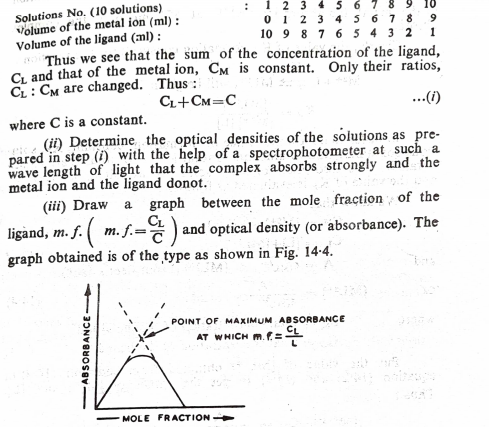 Solutions No. (10 solutions) : 1 2 3 4 5 6 7 8 9 10
Volume of the metal ion (ml) : 0 1 2 3 4 5 6 7 8 9
Volume of the ligand (ml) : 10 9 8 7 6 5 4 3 2 1
Thus we see that the sum of the concentration of the ligand,
CL and that of the metal ion, CM is constant. Only their ratios,
CL : CM are changed. Thus :
CL+CM=C ...(i)
where C is a constant.
(ii) Determine the optical densities of the solutions as pre-
pared in step (i) with the help of a spectrophotometer at such a
wave length of light that the complex absorbs strongly and the
metal ion and the ligand donot.
(iii) Draw a graph between the mole fraction of the
ligand, m. f. ( m. f.= CL/C ) and optical density (or absorbance). The
graph obtained is of the type as shown in Fig. 14·4.
POINT OF MAXIMUM ABSORBANCE
AT WHICH m.f. = CL/L
ABSORBANCE
MOLE FRACTION